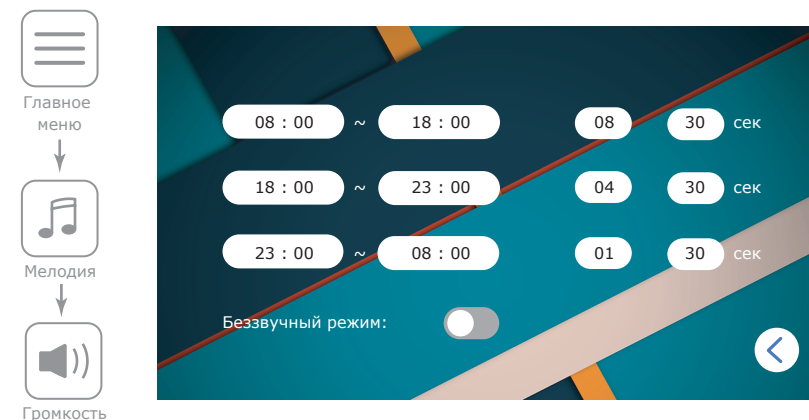 Главное
меню
Мелодия
Громкость
08 : 00 ~ 18 : 00 08 30 сек
18 : 00 ~ 23 : 00 04 30 сек
23 : 00 ~ 08 : 00 01 30 сек
Беззвучный режим: